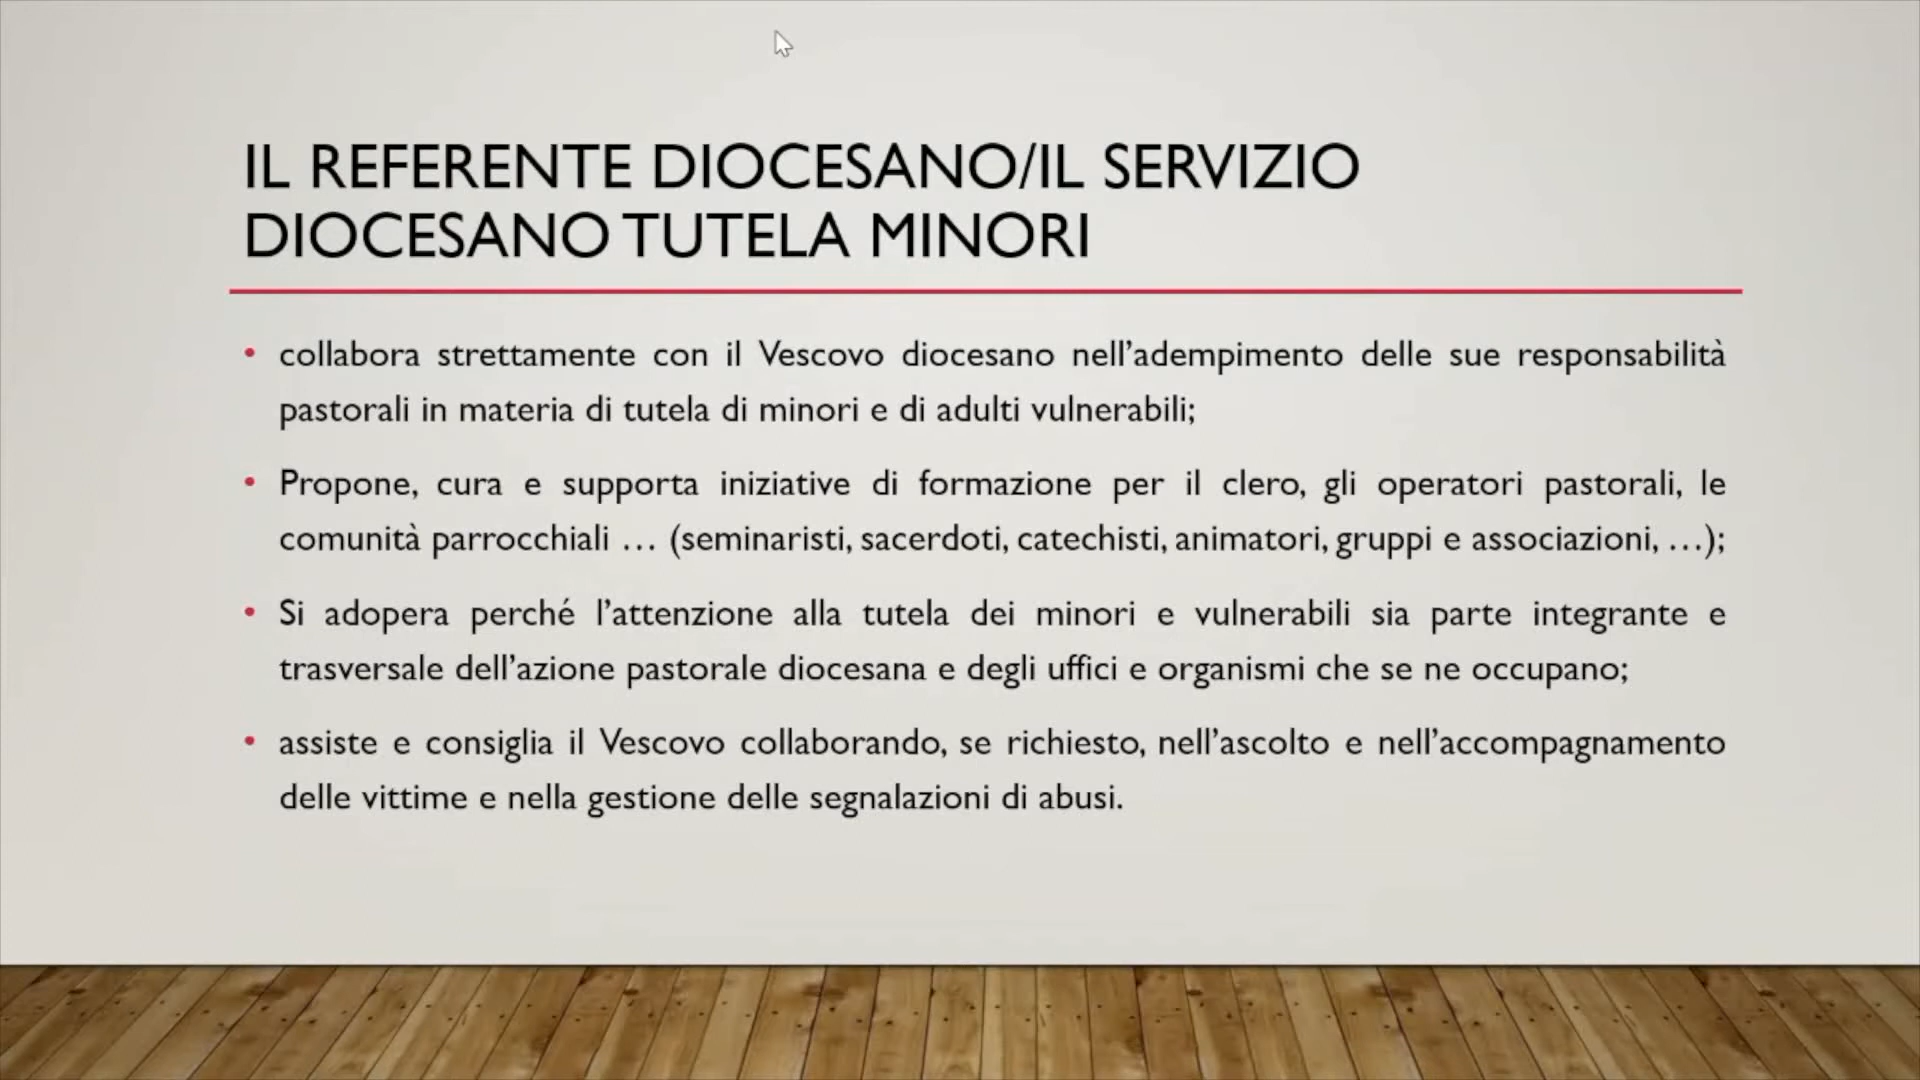 IL REFERENTE DIOCESANO/IL SERVIZIO
DIOCESANO TUTELA MINORI
• collabora strettamente con il Vescovo diocesano nell’adempimento delle sue responsabilità
pastorali in materia di tutela di minori e di adulti vulnerabili;
• Propone, cura e supporta iniziative di formazione per il clero, gli operatori pastorali, le
comunità parrocchiali … (seminaristi, sacerdoti, catechisti, animatori, gruppi e associazioni, …);
• Si adopera perché l’attenzione alla tutela dei minori e vulnerabili sia parte integrante e
trasversale dell’azione pastorale diocesana e degli uffici e organismi che se ne occupano;
• assiste e consiglia il Vescovo collaborando, se richiesto, nell’ascolto e nell’accompagnamento
delle vittime e nella gestione delle segnalazioni di abusi.